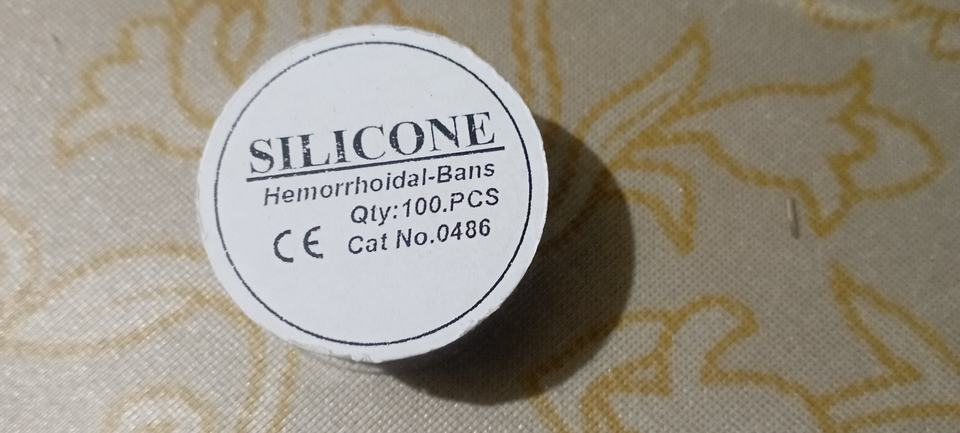 SILICONE
Hemorrhoidal-Bans
Qty:100.PCS
CE Cat No.0486